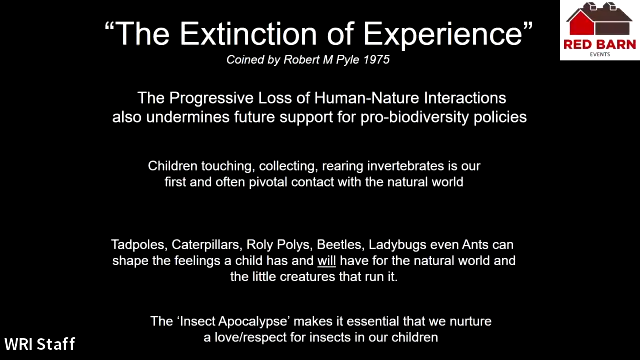 “The Extinction of Experience”
Coined by Robert M Pyle 1975
RED BARN
EVENTS
The Progressive Loss of Human-Nature Interactions
also undermines future support for pro-biodiversity policies
Children touching, collecting, rearing invertebrates is our
first and often pivotal contact with the natural world
Tadpoles, Caterpillars, Roly Polys, Beetles, Ladybugs even Ants can
shape the feelings a child has and will have for the natural world and
the little creatures that run it.
The ‘Insect Apocalypse’ makes it essential that we nurture
a love/respect for insects in our children
WRI Staff